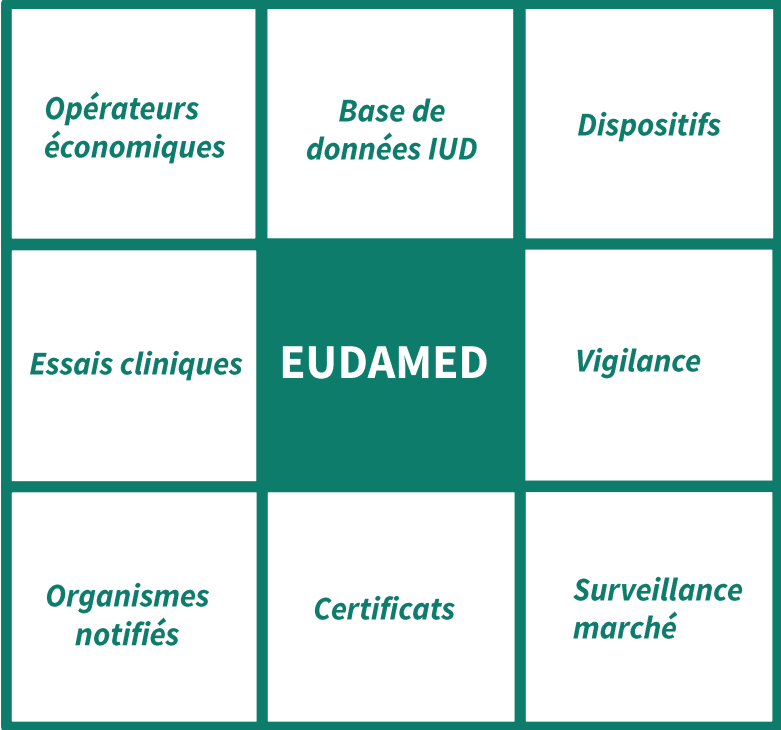 Opérateurs
économiques
Base de
données IUD
Dispositifs
Essais cliniques
EUDAMED
Vigilance
Organismes
notifiés
Certificats
Surveillance
marché